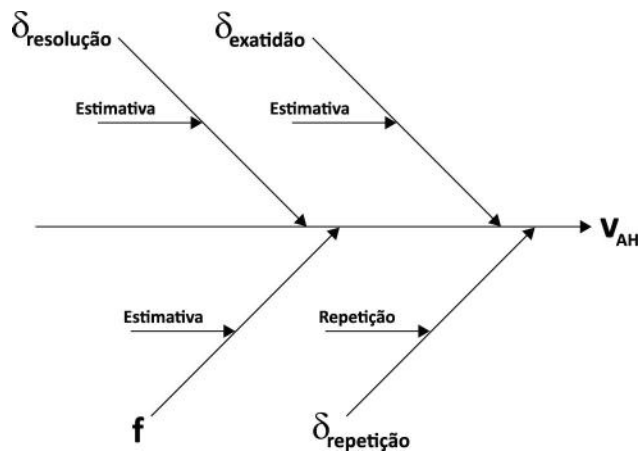 δresolução
δexatidão
Estimativa
Estimativa
VAH
Estimativa
Repetição
f
δrepetição